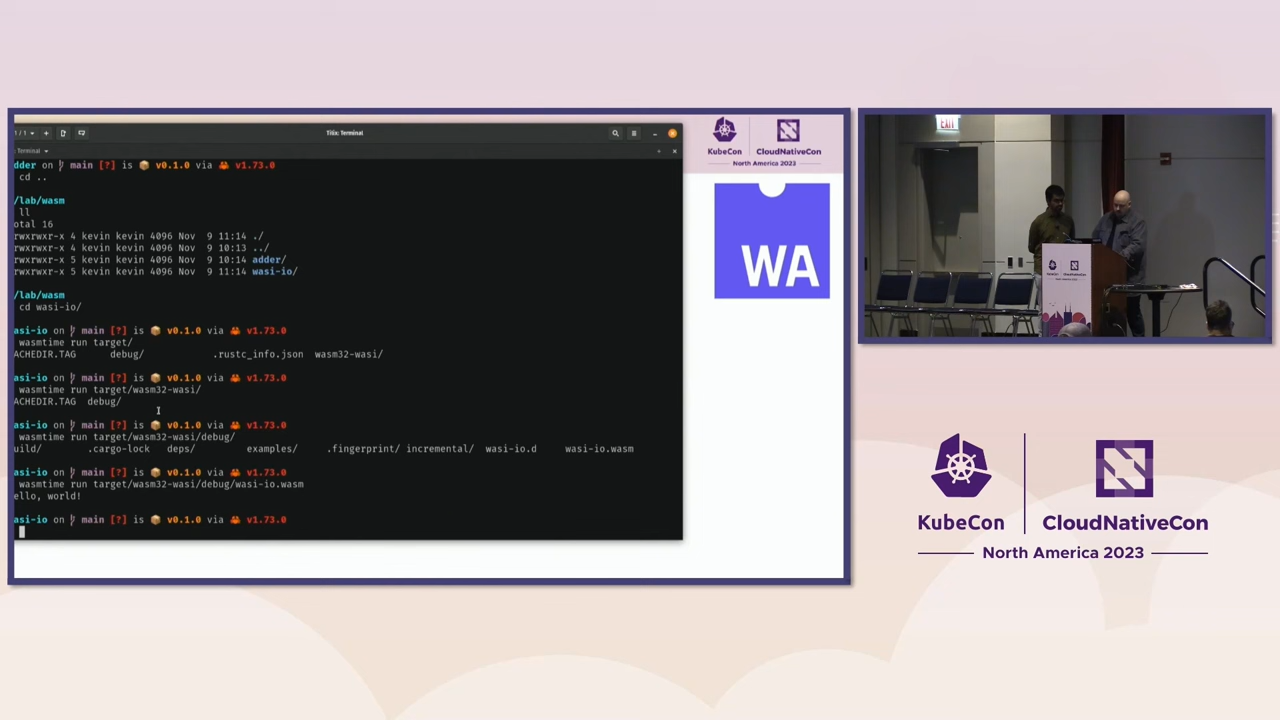 1 / 1
Tilix: Terminal
Terminal
dder on main [?] is v0.1.0 via v1.73.0
cd ..
/lab/wasm
ll
otal 16
rwxrwxr-x 4 kevin kevin 4096 Nov 9 11:14 ./
rwxrwxr-x 4 kevin kevin 4096 Nov 9 10:13 ../
rwxrwxr-x 5 kevin kevin 4096 Nov 9 10:14 adder/
rwxrwxr-x 5 kevin kevin 4096 Nov 9 11:14 wasi-io/
/lab/wasm
cd wasi-io/
asi-io on main [?] is v0.1.0 via v1.73.0
wasmtime run target/
ACHEDIR.TAG debug/ .rustc_info.json wasm32-wasi/
asi-io on main [?] is v0.1.0 via v1.73.0
wasmtime run target/wasm32-wasi/
ACHEDIR.TAG debug/
asi-io on main [?] is v0.1.0 via v1.73.0
wasmtime run target/wasm32-wasi/debug/
uild/ .cargo-lock deps/ examples/ .fingerprint/ incremental/ wasi-io.d wasi-io.wasm
asi-io on main [?] is v0.1.0 via v1.73.0
wasmtime run target/wasm32-wasi/debug/wasi-io.wasm
ello, world!
asi-io on main [?] is v0.1.0 via v1.73.0
KubeCon CloudNativeCon
North America 2023
WA
EXIT
KubeCon CloudNativeCon
North America 2023